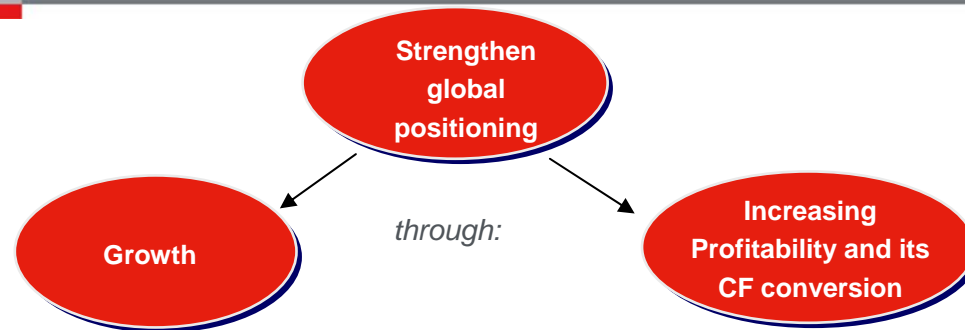 Strengthen
global
positioning
through:
Growth
Increasing
Profitability and its
CF conversion